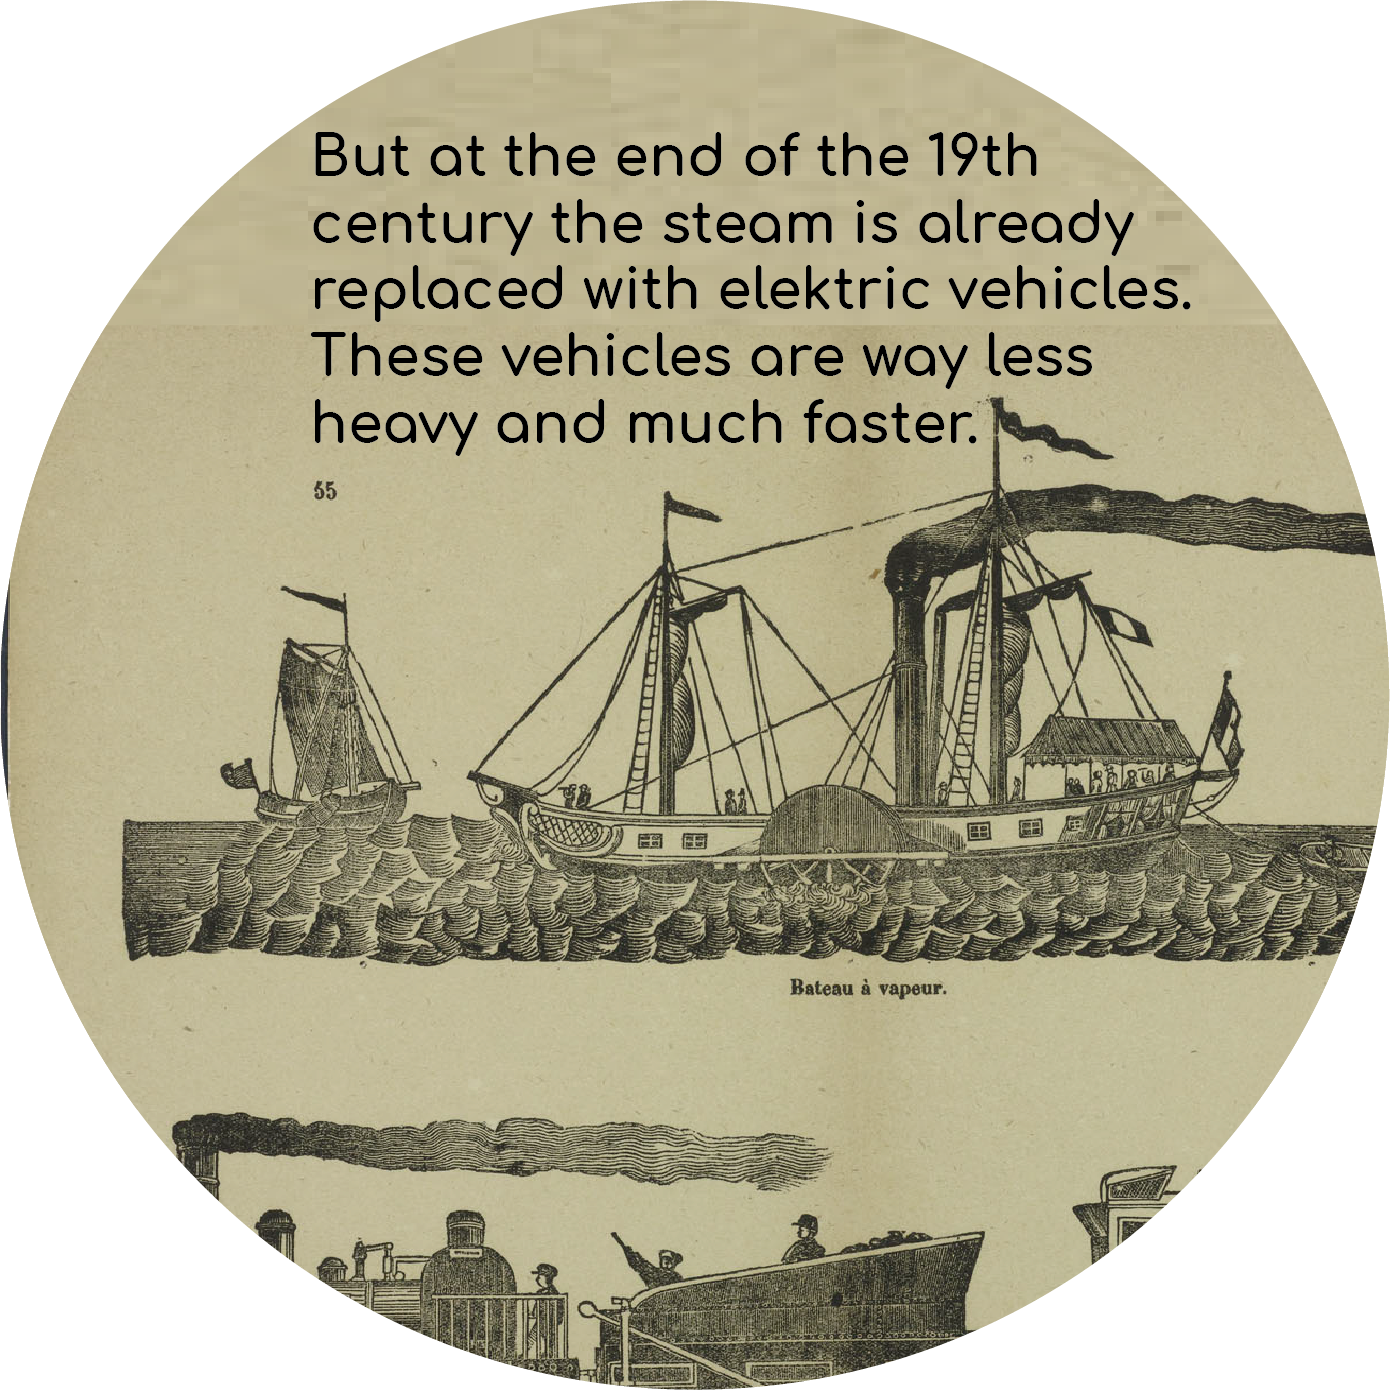 But at the end of the 19th
century the steam is already
replaced with elektric vehicles.
These vehicles are way less
heavy and much faster.
55
Bateau à vapeur.